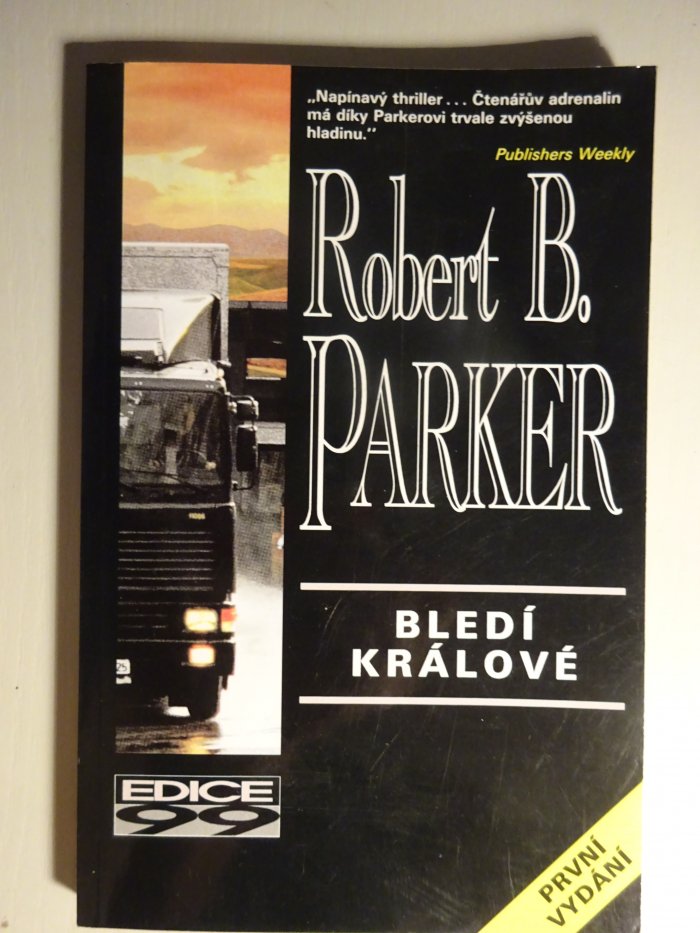 „Napínavý thriller... Čtenářův adrenalin
má díky Parkerovi trvale zvýšenou
hladinu.“
Publishers Weekly
Robert B.
PARKER
BLEDÍ
KRÁLOVÉ
EDICE
99
PRVNÍ
VYDÁNÍ